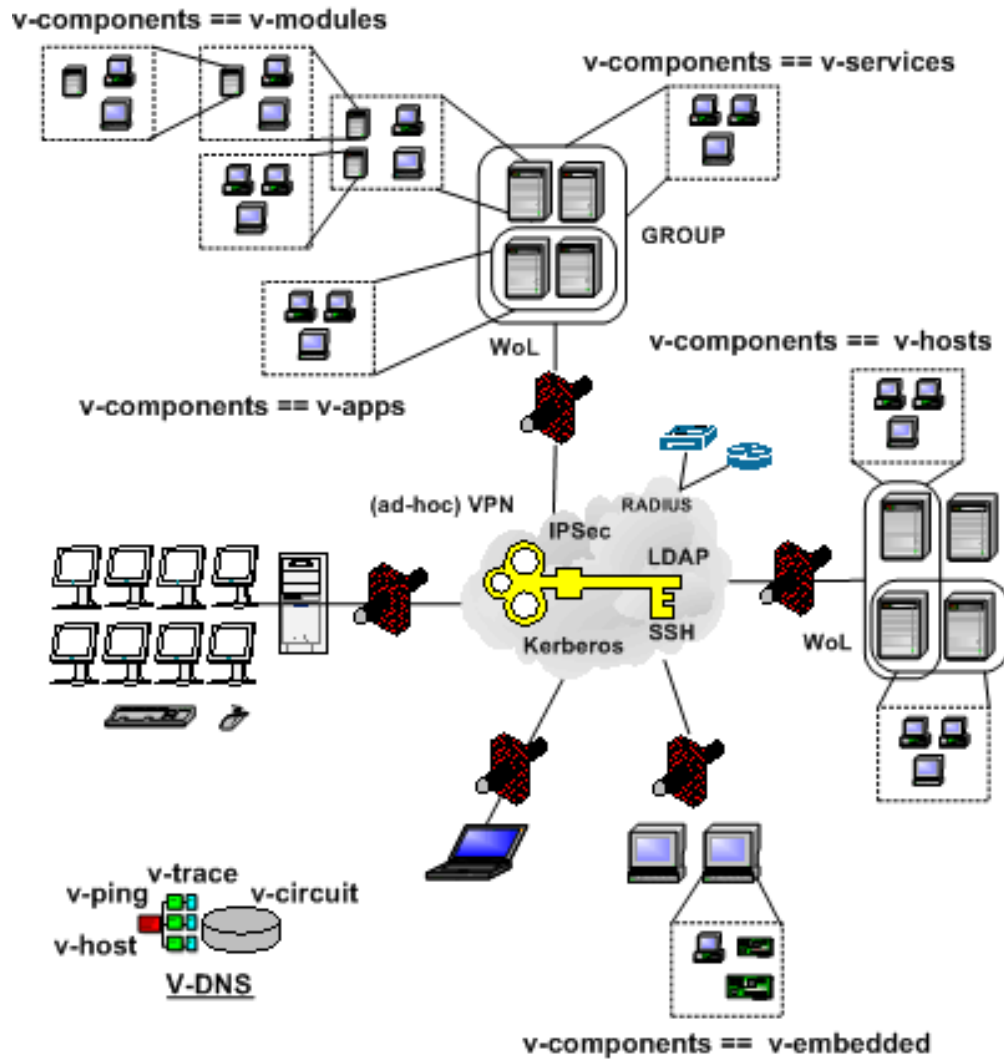 v-components == v-modules
v-components == v-services
GROUP
WoL
v-components == v-hosts
v-components == v-apps
(ad-hoc) VPN
RADIUS
IPSec
LDAP
Kerberos
SSH
WoL
v-trace
v-ping
v-circuit
v-host
V-DNS
v-components == v-embedded